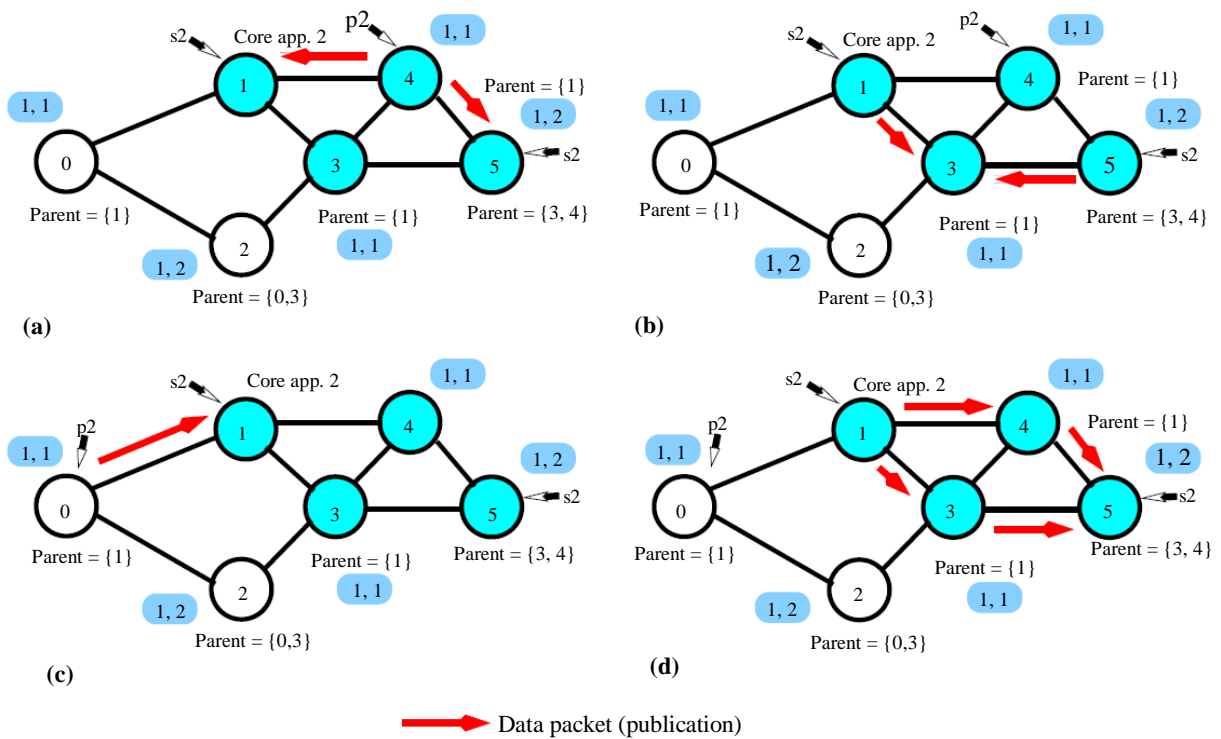 p2
1, 1
s2
Core app. 2
1
4
Parent = {1}
1, 1
1, 2
0
3
5
s2
Parent = {1}
Parent = {1}
Parent = {3, 4}
2
1, 1
1, 2
Parent = {0,3}
(a)
p2
1, 1
s2
Core app. 2
1
4
Parent = {1}
1, 1
1, 2
0
3
5
s2
Parent = {1}
Parent = {1}
Parent = {3, 4}
2
1, 1
1, 2
Parent = {0,3}
(b)
1, 1
s2
Core app. 2
p2
1
4
1, 1
1, 2
0
3
5
s2
Parent = {1}
Parent = {1}
Parent = {3, 4}
2
1, 1
1, 2
Parent = {0,3}
(c)
1, 1
s2
Core app. 2
p2
1
4
Parent = {1}
1, 1
1, 2
0
3
5
s2
Parent = {1}
Parent = {1}
Parent = {3, 4}
2
1, 1
1, 2
Parent = {0,3}
(d)
Data packet (publication)